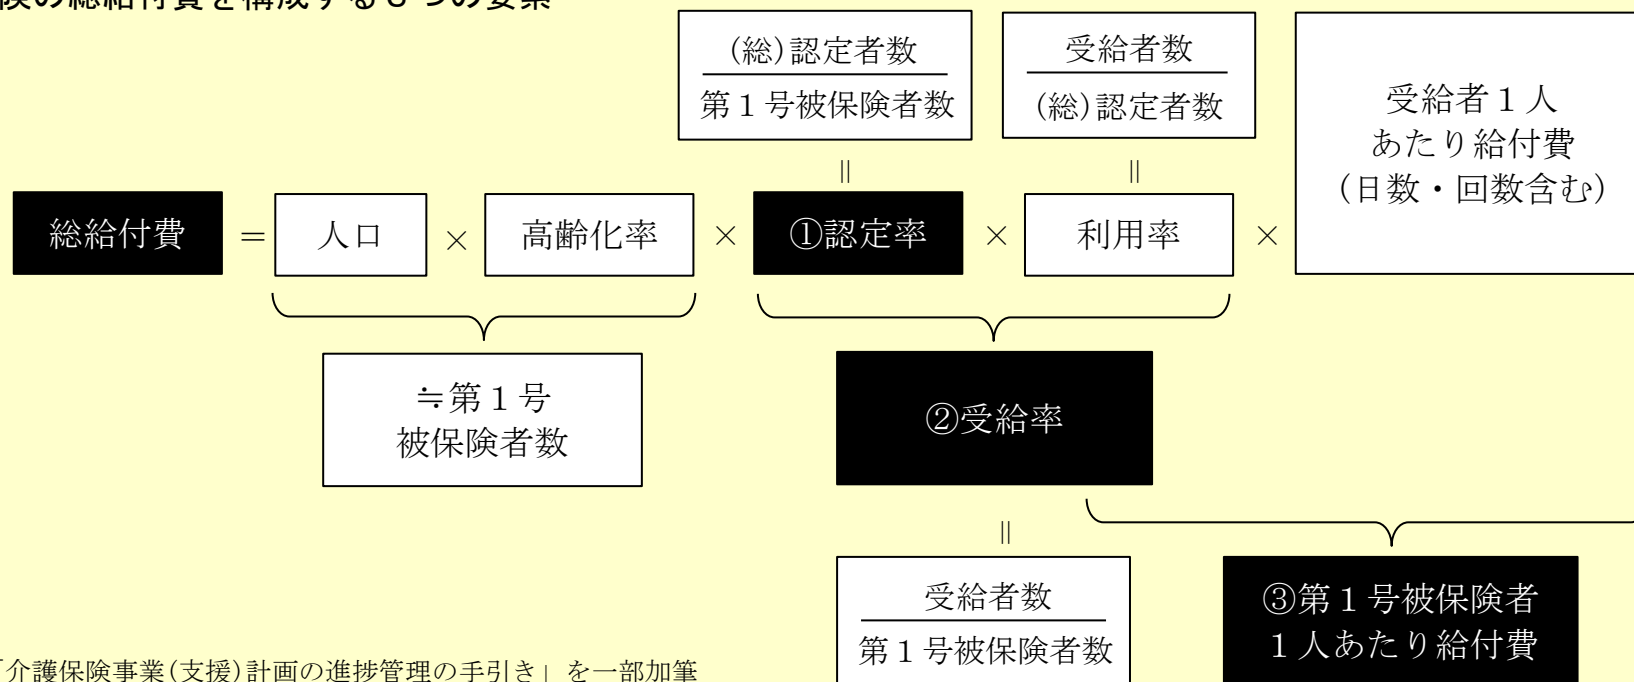 険の総給付費を構成する つの要素
(総)認定者数
第１号被保険者数
受給者数
(総)認定者数
受給者１人
あたり給付費
(日数・回数含む)
||
||
総給付費 ＝ 人口 × 高齢化率 × ①認定率 × 利用率 ×
≒第１号
被保険者数
②受給率
||
受給者数
第１号被保険者数
③第１号被保険者
１人あたり給付費
「介護保険事業(支援)計画の進捗管理の手引き」を一部加筆